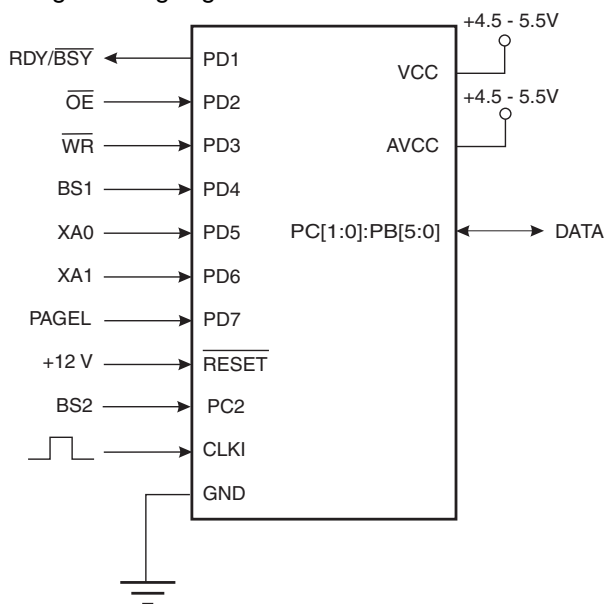 +4.5 - 5.5V
RDY/BSY PD1 VCC
+4.5 - 5.5V
OE PD2
WR PD3 AVCC
BS1 PD4
XA0 PD5 PC[1:0]:PB[5:0] DATA
XA1 PD6
PAGEL PD7
+12 V RESET
BS2 PC2
CLKI
GND